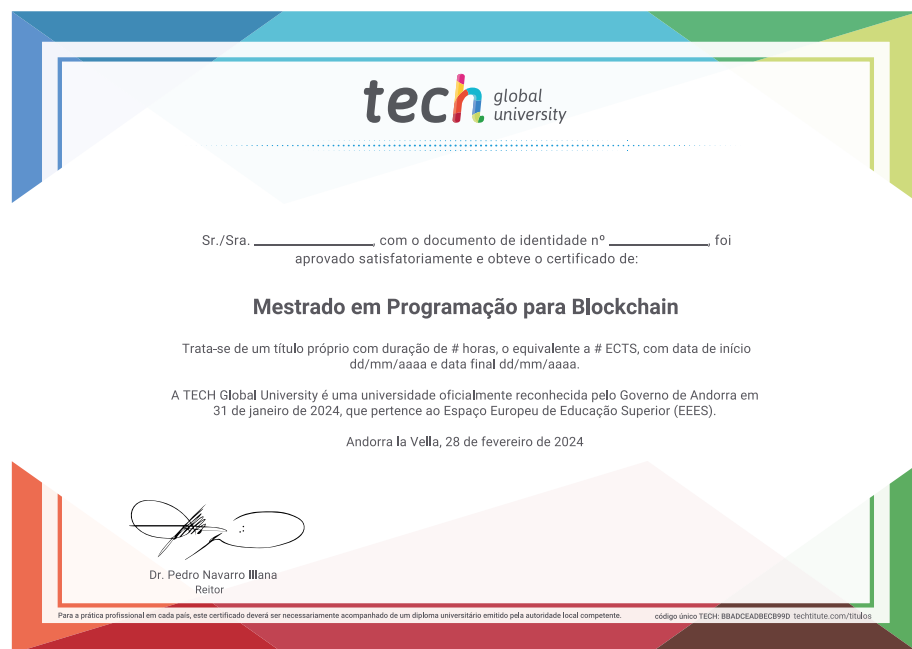 tech global university
Sr./Sra. ________________, com o documento de identidade nº ______________, foi
aprovado satisfatoriamente e obteve o certificado de:
Mestrado em Programação para Blockchain
Trata-se de um título próprio com duração de # horas, o equivalente a # ECTS, com data de início
dd/mm/aaaa e data final dd/mm/aaaa.
A TECH Global University é uma universidade oficialmente reconhecida pelo Governo de Andorra em
31 de janeiro de 2024, que pertence ao Espaço Europeu de Educação Superior (EEES).
Andorra la Vella, 28 de fevereiro de 2024
Dr. Pedro Navarro Illana
Reitor
Para a prática profissional em cada país, este certificado deverá ser necessariamente acompanhado de um diploma universitário emitido pela autoridade local competente. código único TECH: BBADCEADBECB99D techtitute.com/titulos